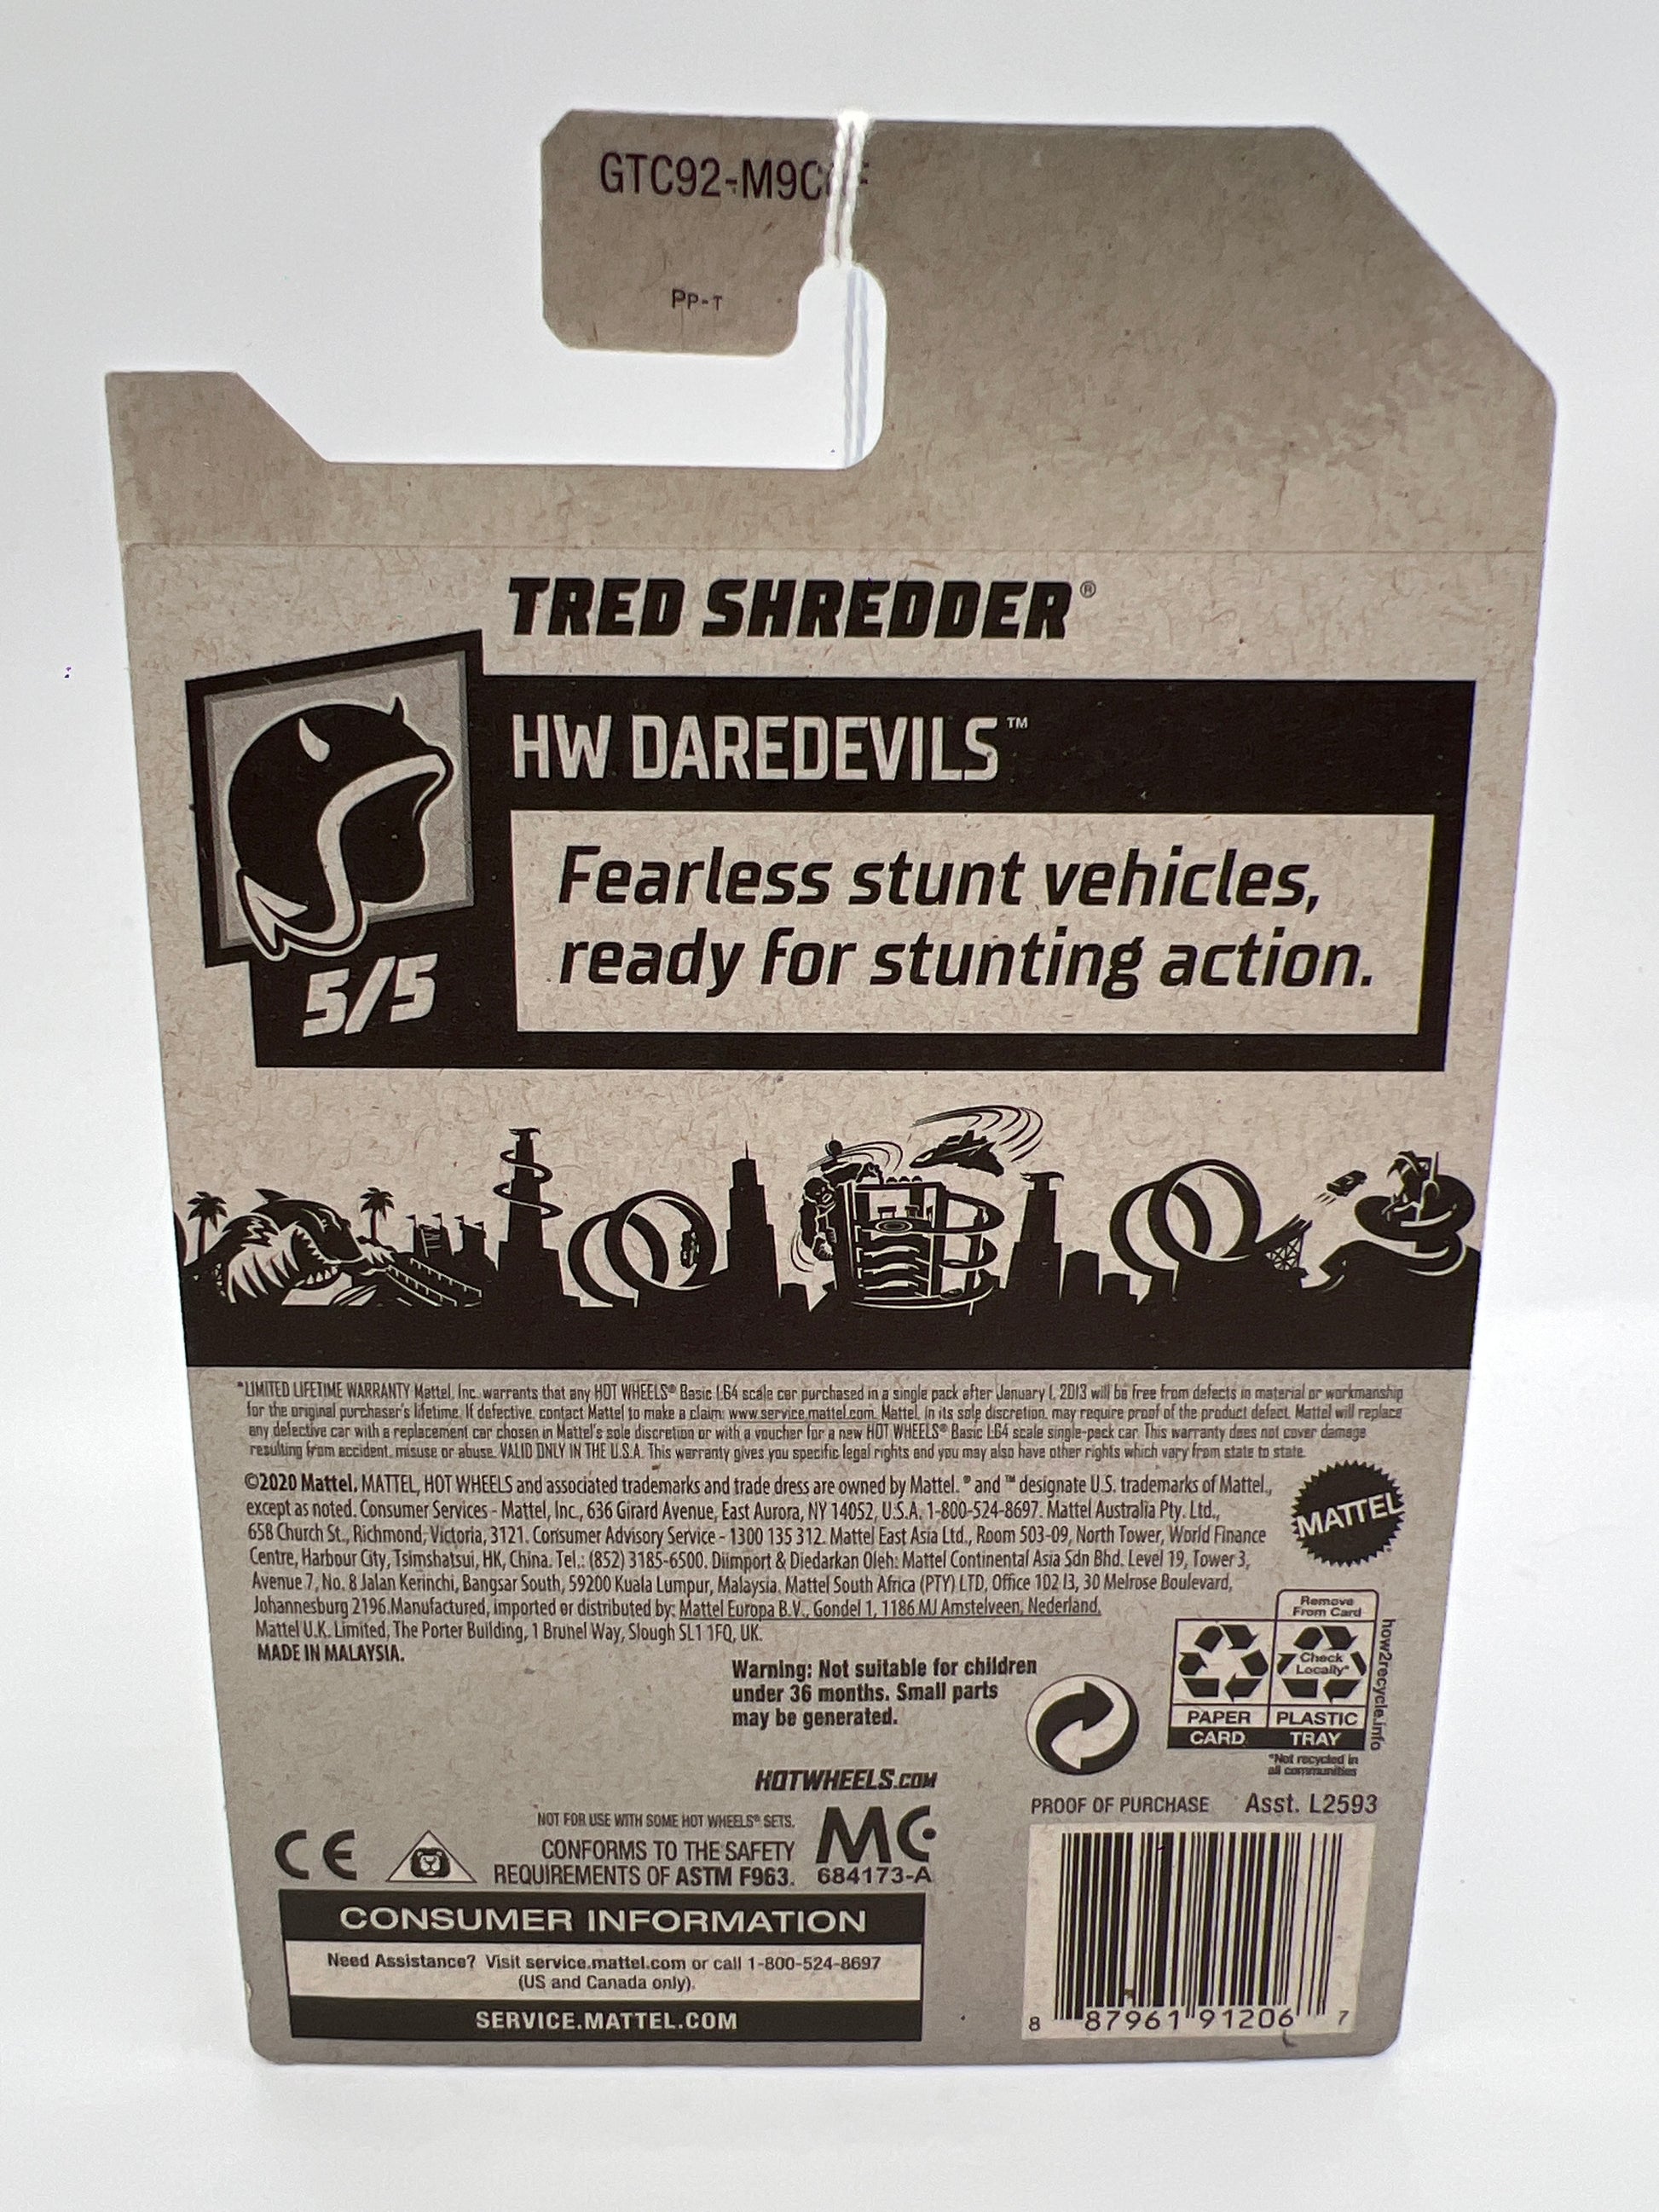 GTC92-M9C
PP-T
TRED SHREDDER®
HW DAREDEVILS™
Fearless stunt vehicles,
ready for stunting action.
5/5
*LIMITED LIFETIME WARRANTY Mattel, Inc. warrants that any HOT WHEELS® Basic 1:64 scale car purchased in a single pack after January 1, 2013 will be free from defects in material or workmanship
for the original purchaser's lifetime. If defective, contact Mattel to make a claim: www.service.mattel.com. Mattel, in its sole discretion, may require proof of the product defect. Mattel will replace
any defective car with a replacement car chosen in Mattel's sole discretion or with a voucher for a new HOT WHEELS® Basic 1:64 scale single-pack car. This warranty does not cover damage
resulting from accident, misuse or abuse. VALID ONLY IN THE U.S.A. This warranty gives you specific legal rights and you may also have other rights which vary from state to state.
©2020 Mattel. MATTEL, HOT WHEELS and associated trademarks and trade dress are owned by Mattel. ® and ™ designate U.S. trademarks of Mattel,
except as noted. Consumer Services - Mattel, Inc., 636 Girard Avenue, East Aurora, NY 14052, U.S.A. 1-800-524-8697. Mattel Australia Pty. Ltd.,
658 Church St., Richmond, Victoria, 3121. Consumer Advisory Service - 1300 135 312. Mattel East Asia Ltd., Room 503-09, North Tower, World Finance
Centre, Harbour City, Tsimshatsui, HK, China. Tel.: (852) 3185-6500. Diimport & Diedarkan Oleh: Mattel Continental Asia Sdn Bhd. Level 19, Tower 3,
Avenue 7, No. 8 Jalan Kerinchi, Bangsar South, 59200 Kuala Lumpur, Malaysia. Mattel South Africa (PTY) LTD, Office 102 I3, 30 Melrose Boulevard,
Johannesburg 2196.Manufactured, imported or distributed by: Mattel Europa B.V., Gondel 1, 1186 MJ Amstelveen, Nederland.
Mattel U.K. Limited, The Porter Building, 1 Brunel Way, Slough SL1 1FQ, UK.
MADE IN MALAYSIA.
MATTEL
Warning: Not suitable for children
under 36 months. Small parts
may be generated.
Remove
From Card
Check
Locally*
PAPER PLASTIC
CARD TRAY
*Not recycled in
all communities
how2recycle.info
HOTWHEELS.COM
NOT FOR USE WITH SOME HOT WHEELS® SETS.
CONFORMS TO THE SAFETY
REQUIREMENTS OF ASTM F963.
CE
MC
684173-A
PROOF OF PURCHASE Asst. L2593
CONSUMER INFORMATION
Need Assistance? Visit service.mattel.com or call 1-800-524-8697
(US and Canada only).
SERVICE.MATTEL.COM
8 87961 91206 7